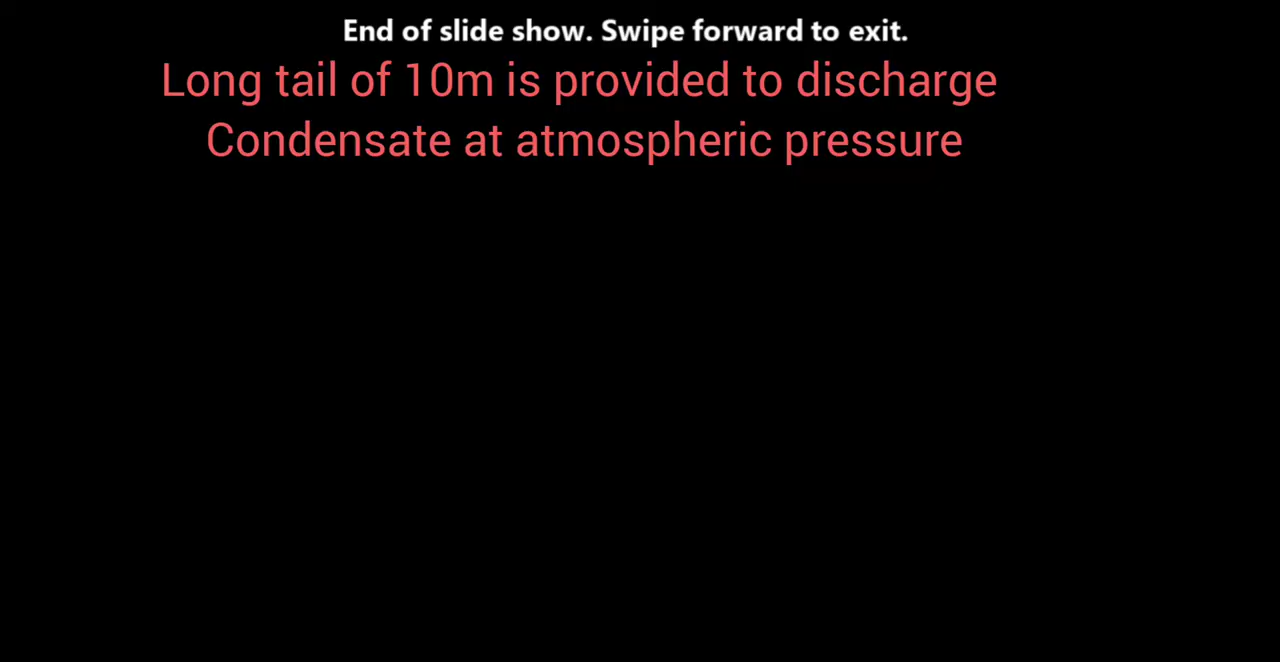 End of slide show. Swipe forward to exit.
Long tail of 10m is provided to discharge
Condensate at atmospheric pressure